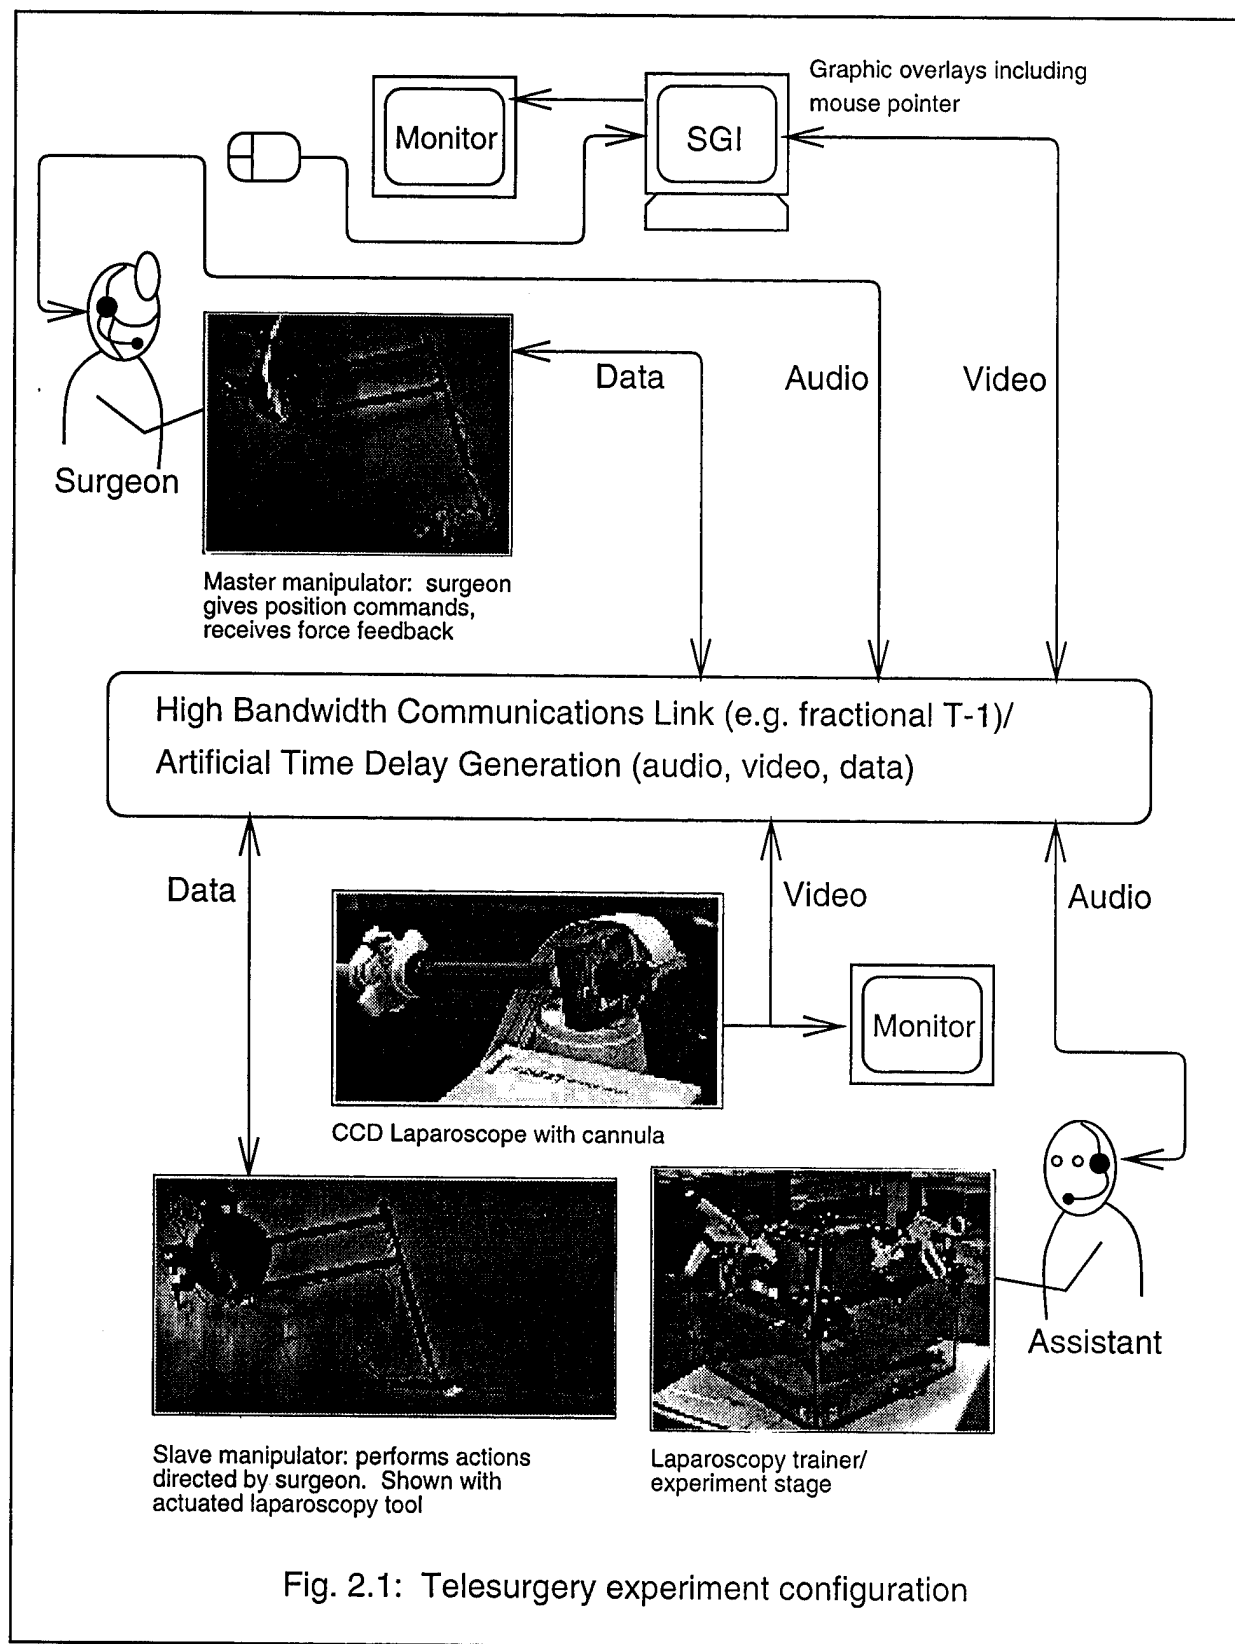 Graphic overlays including
mouse pointer
Monitor
SGI
Data
Audio
Video
Surgeon
Master manipulator: surgeon
gives position commands,
receives force feedback
High Bandwidth Communications Link (e.g. fractional T-1)/
Artificial Time Delay Generation (audio, video, data)
Data
Video
Audio
Monitor
CCD Laparoscope with cannula
Assistant
Slave manipulator: performs actions
directed by surgeon. Shown with
actuated laparoscopy tool
Laparoscopy trainer/
experiment stage
Fig. 2.1: Telesurgery experiment configuration